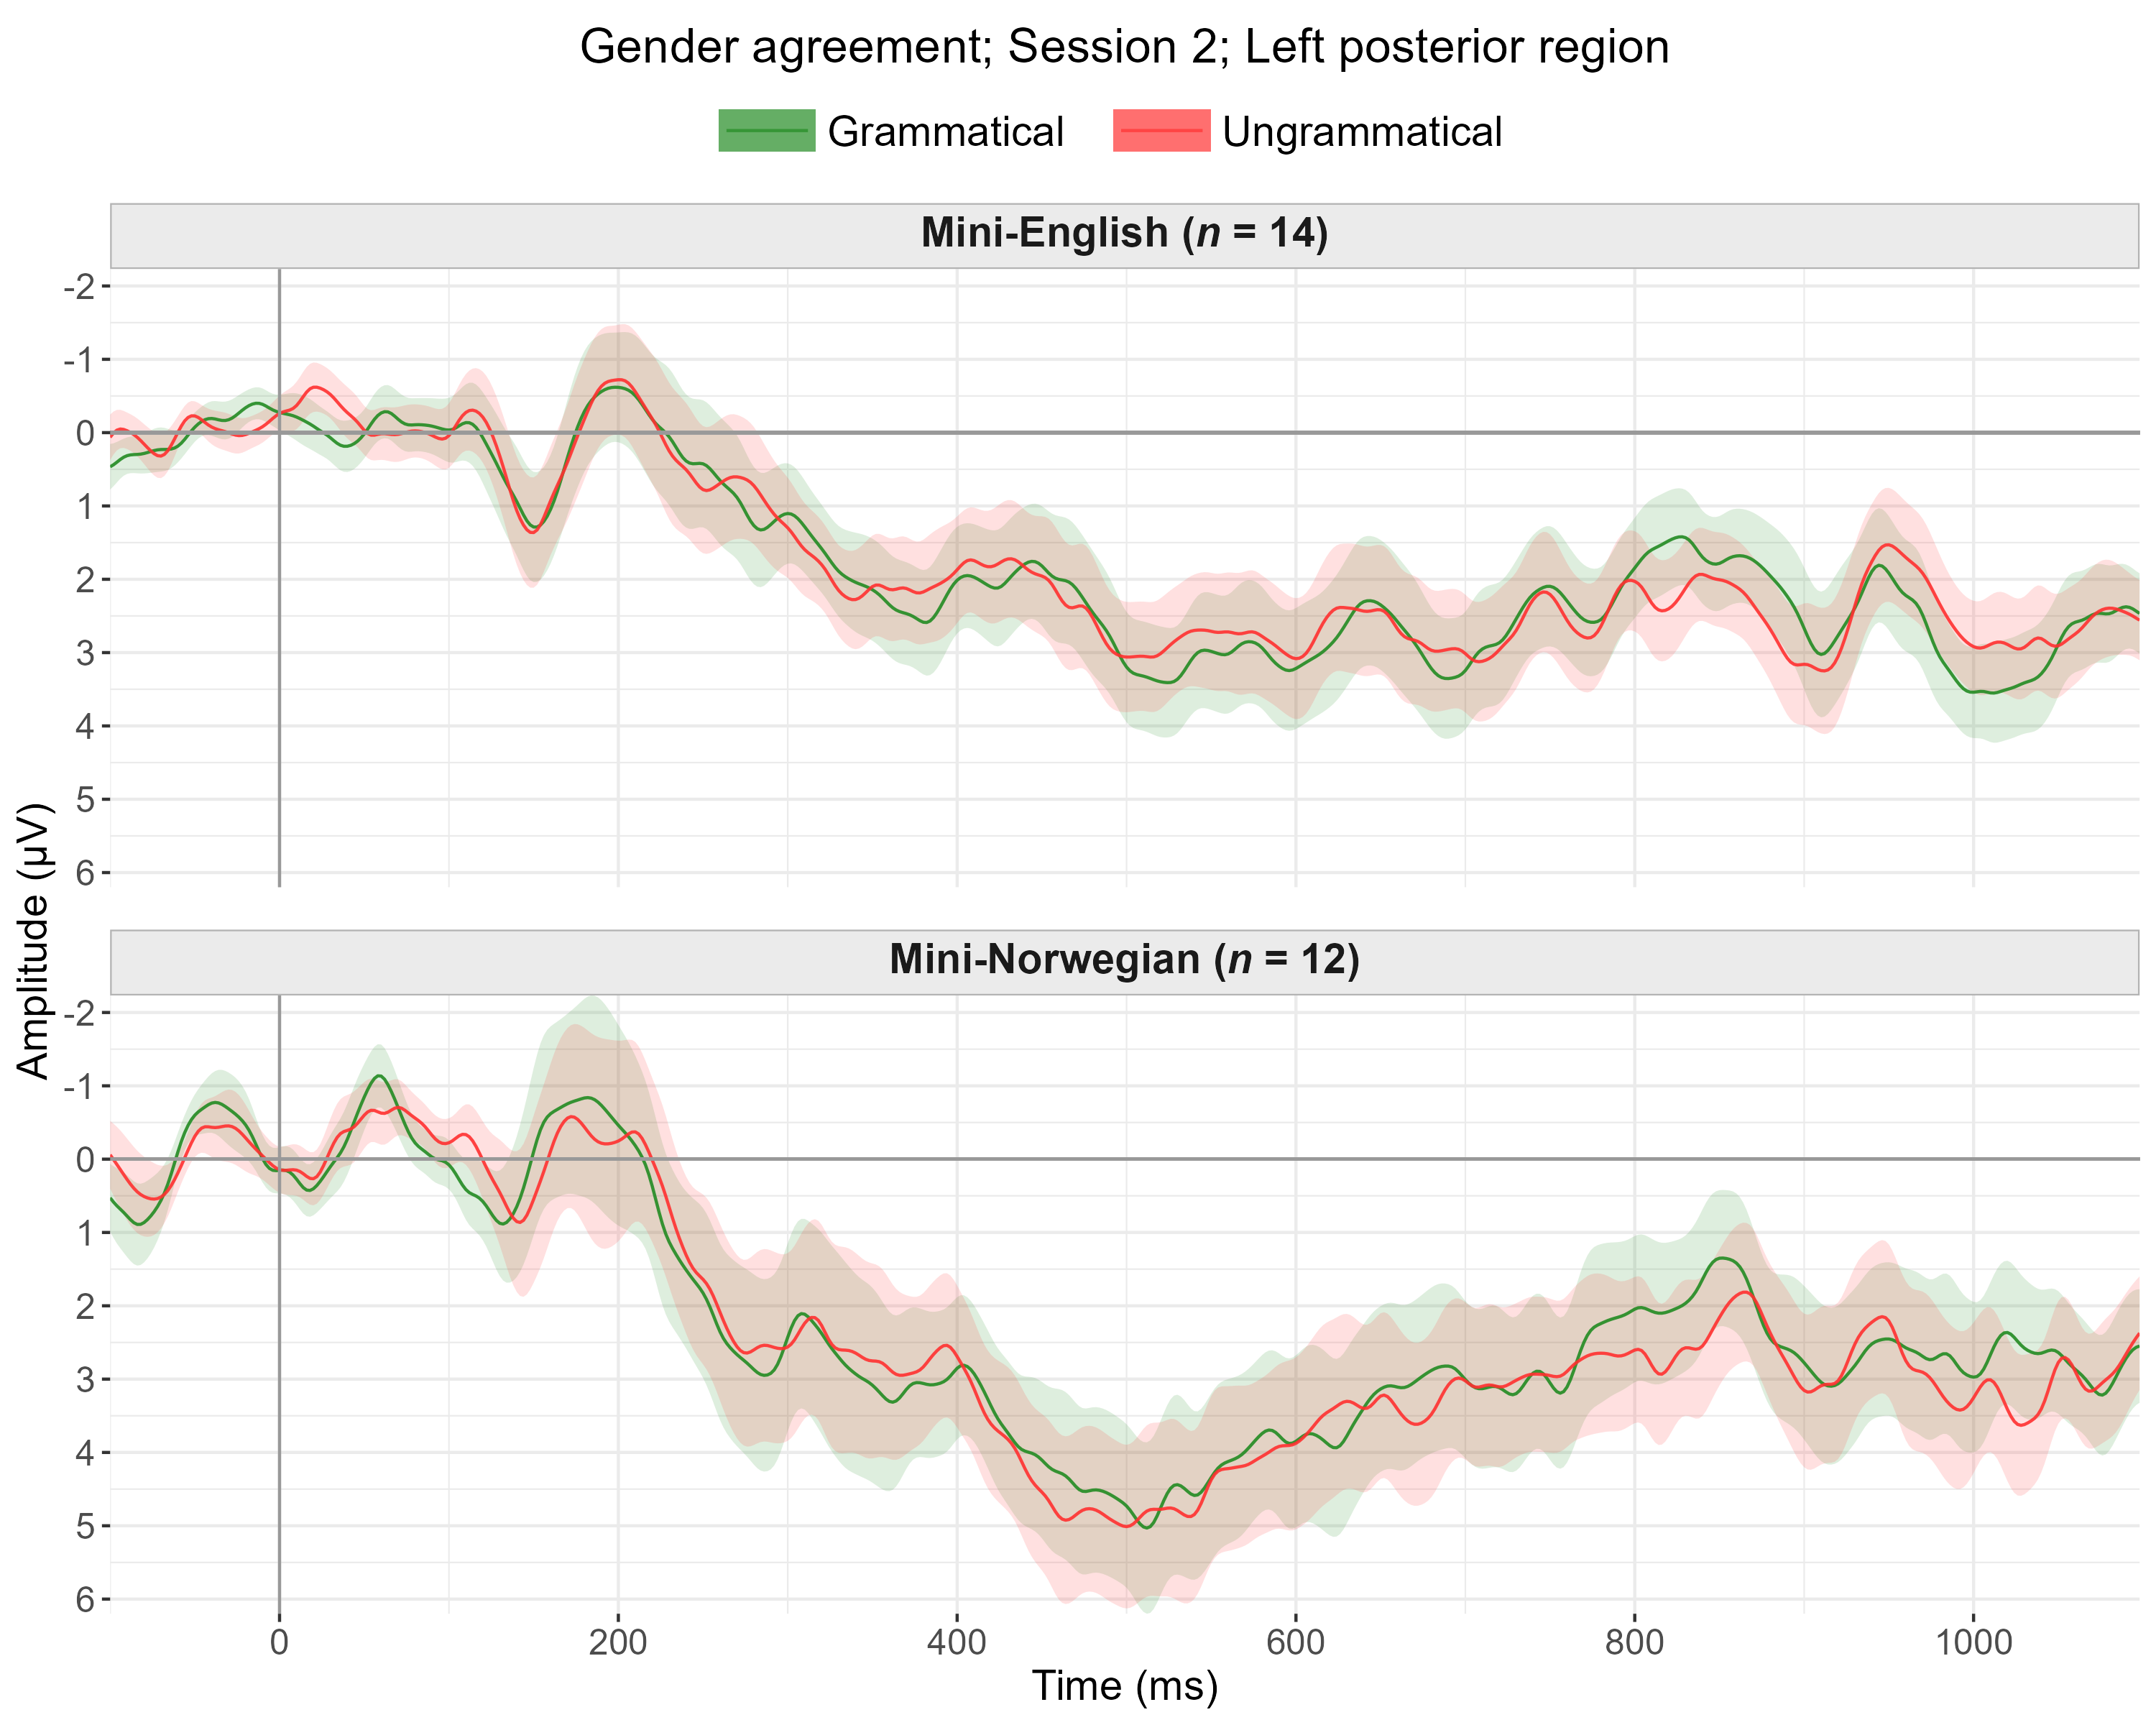 Gender agreement; Session 2; Left posterior region
Grammatical Ungrammatical
Mini-English (n = 14)
-2
-1
0
1
2
3
4
5
6
Amplitude (µV)
Mini-Norwegian (n = 12)
-2
-1
0
1
2
3
4
5
6
0 200 400 600 800 1000
Time (ms)